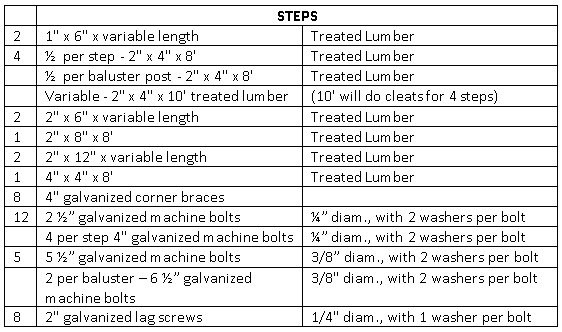 STEPS
2 1" x 6" x variable length Treated Lumber
4 ½ per step - 2" x 4" x 8' Treated Lumber
½ per baluster post - 2" x 4" x 8' Treated Lumber
Variable - 2" x 4" x 10' treated lumber (10' will do cleats for 4 steps)
2 2" x 6" x variable length Treated Lumber
1 2" x 8" x 8' Treated Lumber
2 2" x 12" x variable length Treated Lumber
1 4" x 4" x 8' Treated Lumber
8 4" galvanized corner braces
12 2 ½” galvanized machine bolts ¼” diam., with 2 washers per bolt
4 per step 4" galvanized machine bolts ¼” diam., with 2 washers per bolt
5 5 ½” galvanized machine bolts 3/8” diam., with 2 washers per bolt
2 per baluster – 6 ½” galvanized 3/8" diam., with 2 washers per bolt
machine bolts
8 2" galvanized lag screws 1/4" diam., with 1 washer per bolt